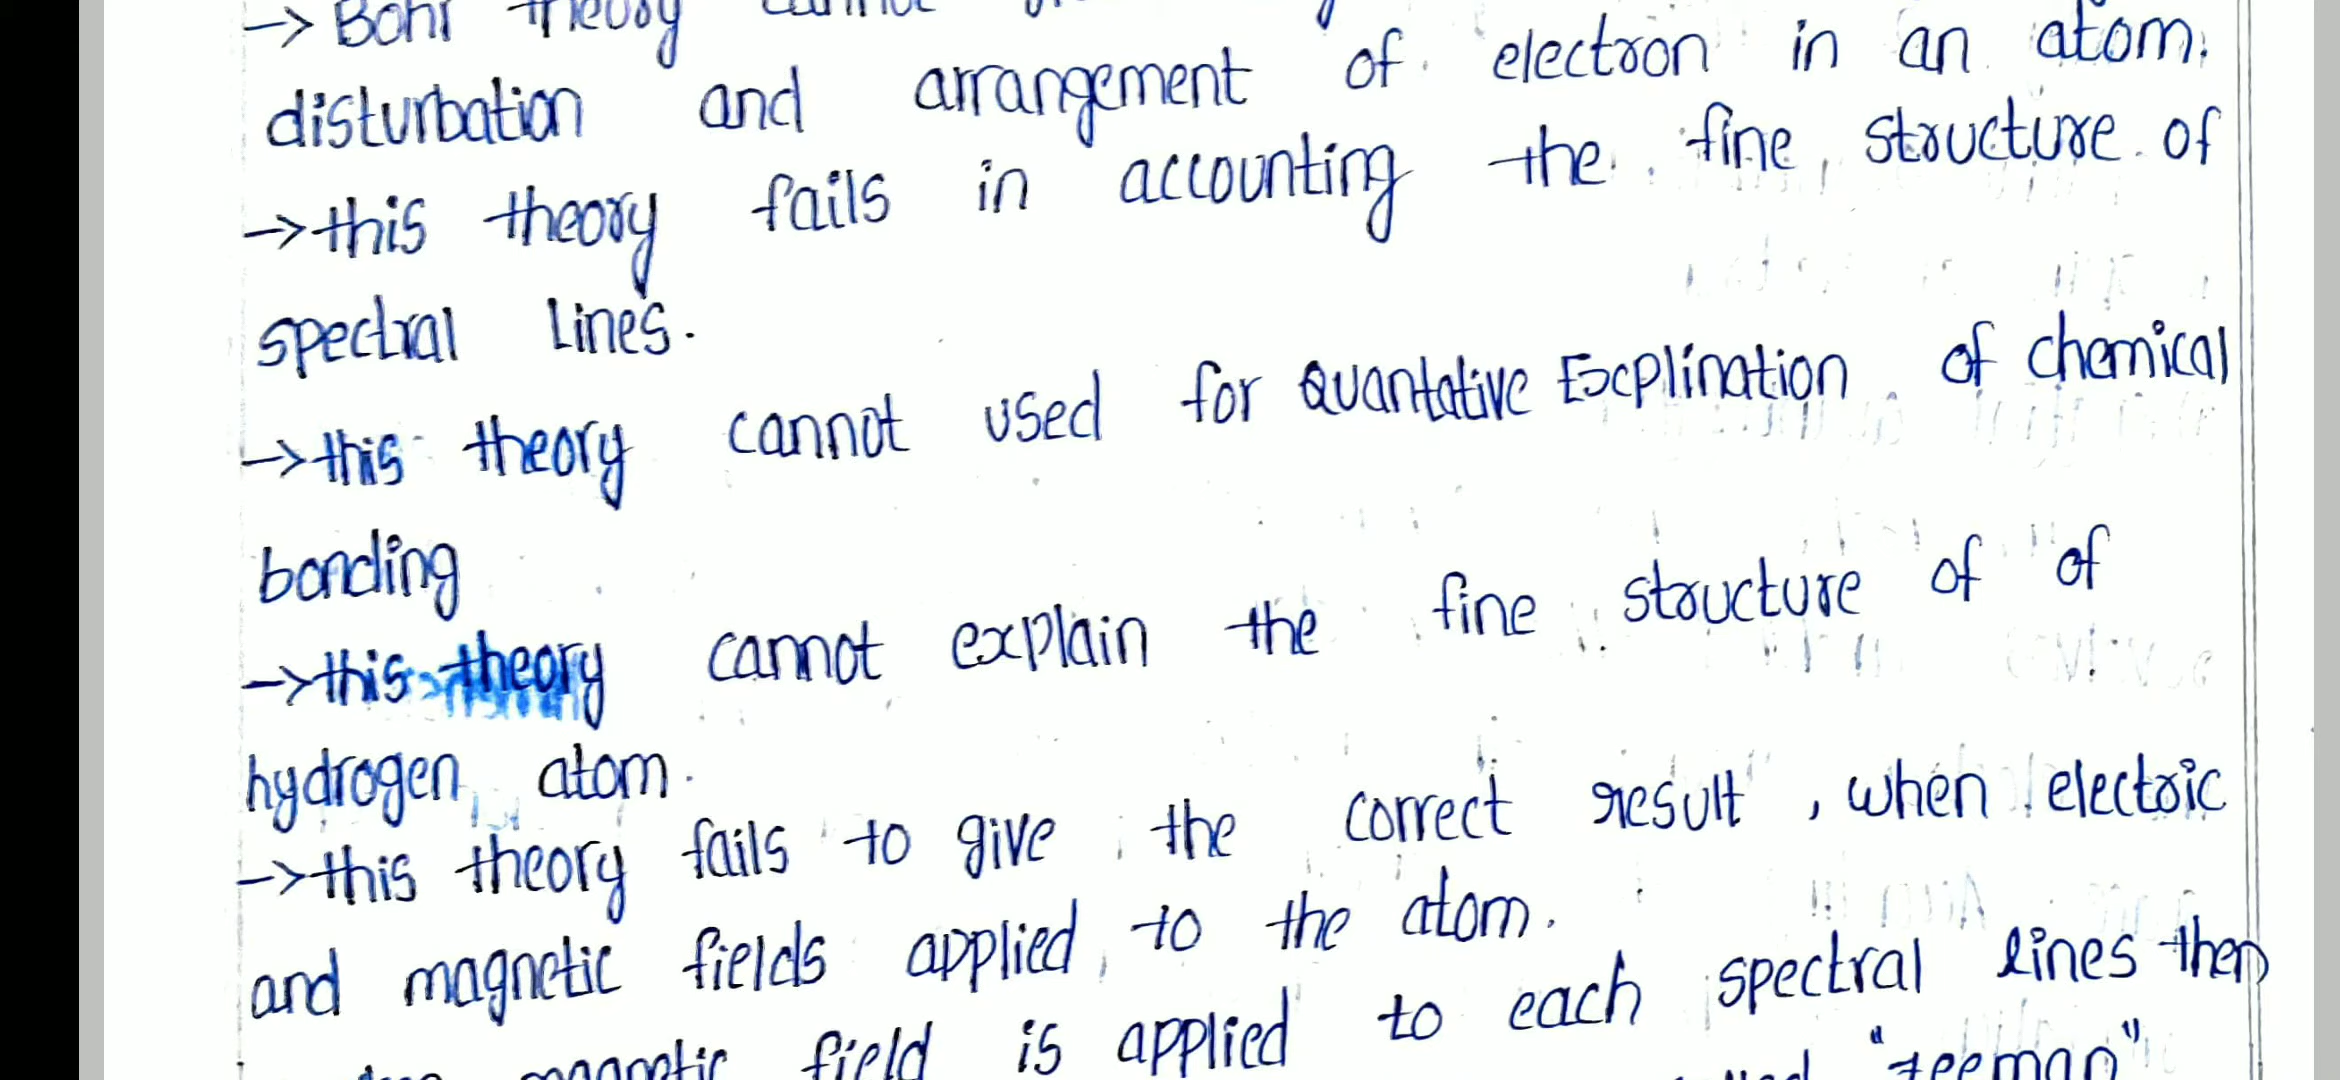 → Bohr theory cannot
disturbation and arrangement of electron in an atom.
→ this theory fails in accounting the fine structure of
spectral lines.
→ this theory cannot used for Quantative Explination of chemical
bonding
→ this theory cannot explain the fine structure of of
hydrogen atom.
→ this theory fails to give the correct result, when electric
and magnetic fields applied to the atom.
magnetic field is applied to each spectral lines then
"zeeman"